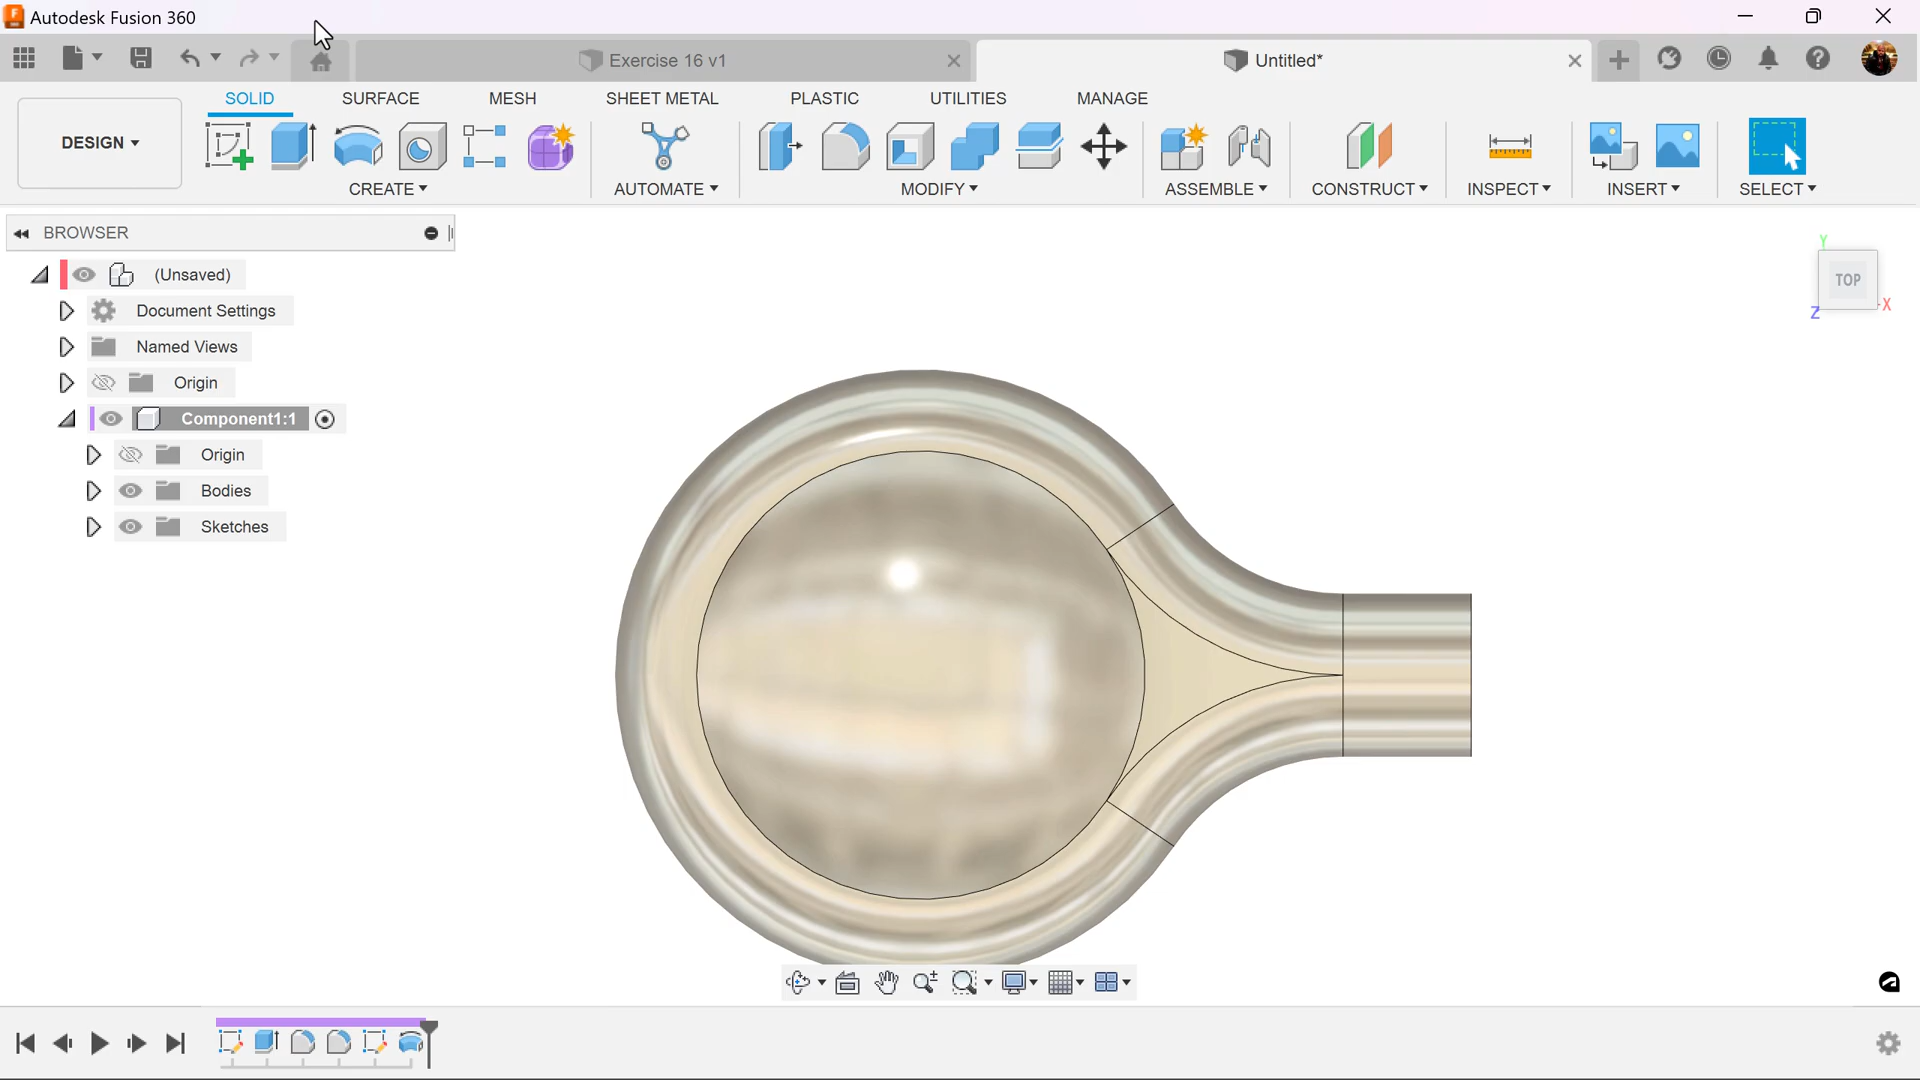 Autodesk Fusion 360
Exercise 16 v1
Untitled*
SOLID SURFACE MESH SHEET METAL PLASTIC UTILITIES MANAGE
DESIGN
CREATE AUTOMATE MODIFY ASSEMBLE CONSTRUCT INSPECT INSERT SELECT
BROWSER
(Unsaved)
Document Settings
Named Views
Origin
Component1:1
Origin
Bodies
Sketches
Y
TOP
X
Z